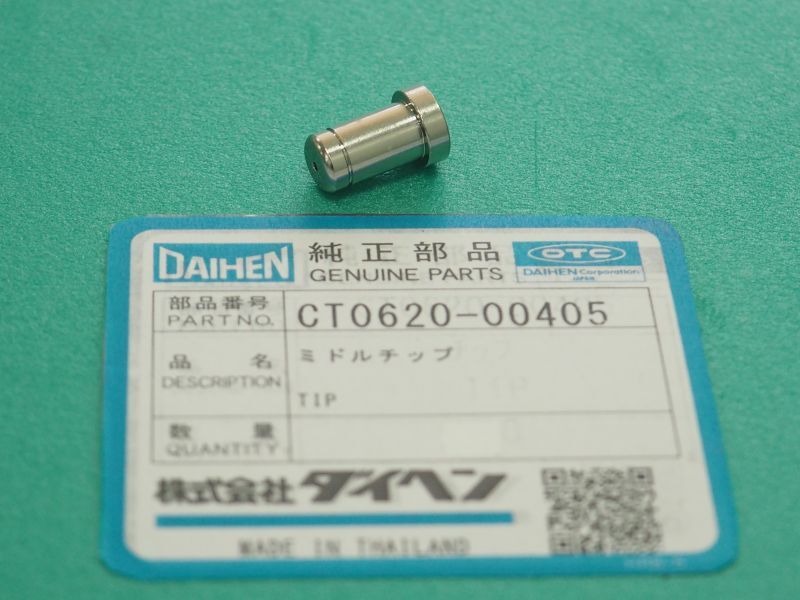 DAIHEN 純正部品 OTC
GENUINE PARTS DAIHEN Corporation
JAPAN
部品番号 CT0620-00405
PART NO.
品名 ミドルチップ
DESCRIPTION
TIP
数量
QUANTITY
株式会社ダイヘン
MADE IN THAILAND